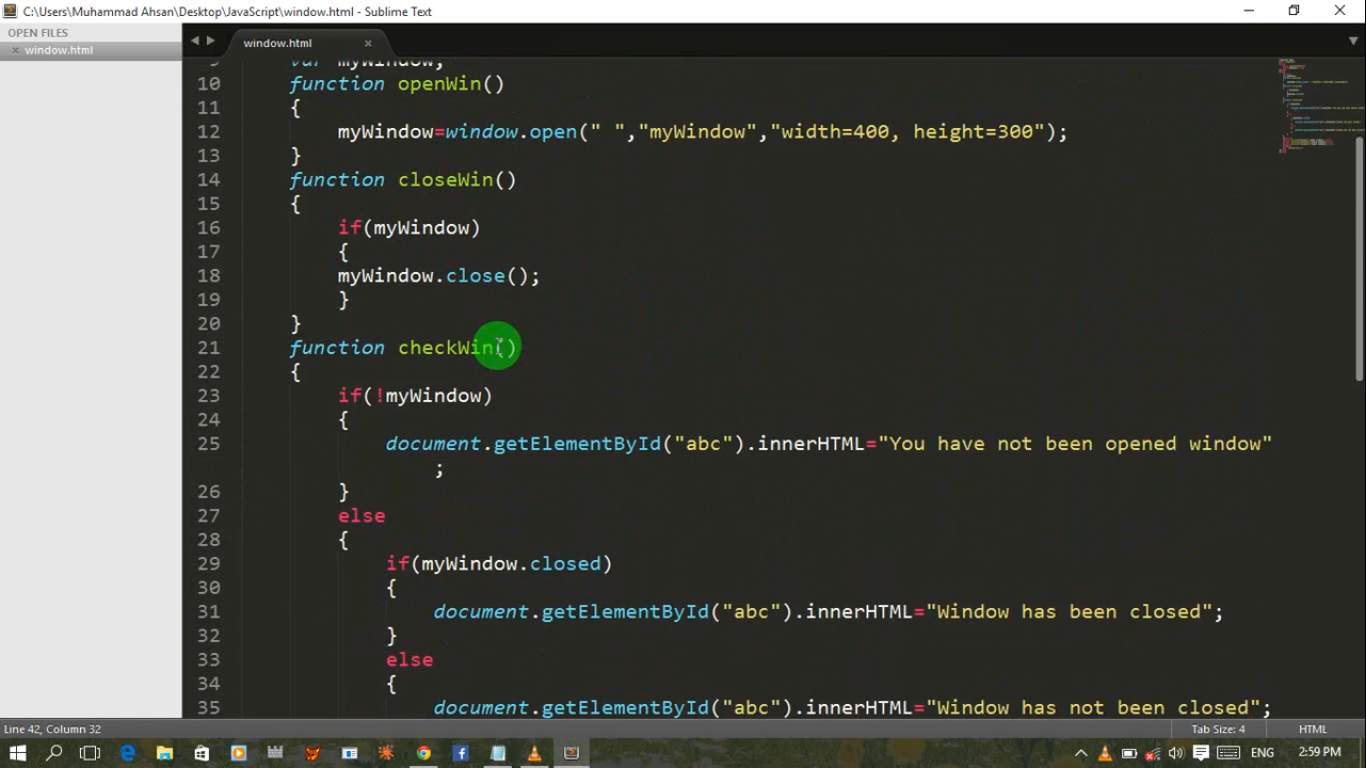 C:\Users\Muhammad Ahsan\Desktop\JavaScript\window.html - Sublime Text
OPEN FILES
window.html
window.html
9 var myWindow;
10 function openWin()
11 {
12 myWindow=window.open(" ","myWindow","width=400, height=300");
13 }
14 function closeWin()
15 {
16 if(myWindow)
17 {
18 myWindow.close();
19 }
20 }
21 function checkWin()
22 {
23 if(!myWindow)
24 {
25 document.getElementById("abc").innerHTML="You have not been opened window"
;
26 }
27 else
28 {
29 if(myWindow.closed)
30 {
31 document.getElementById("abc").innerHTML="Window has been closed";
32 }
33 else
34 {
35 document.getElementById("abc").innerHTML="Window has not been closed";
Line 42, Column 32
Tab Size: 4
HTML
ENG
2:59 PM